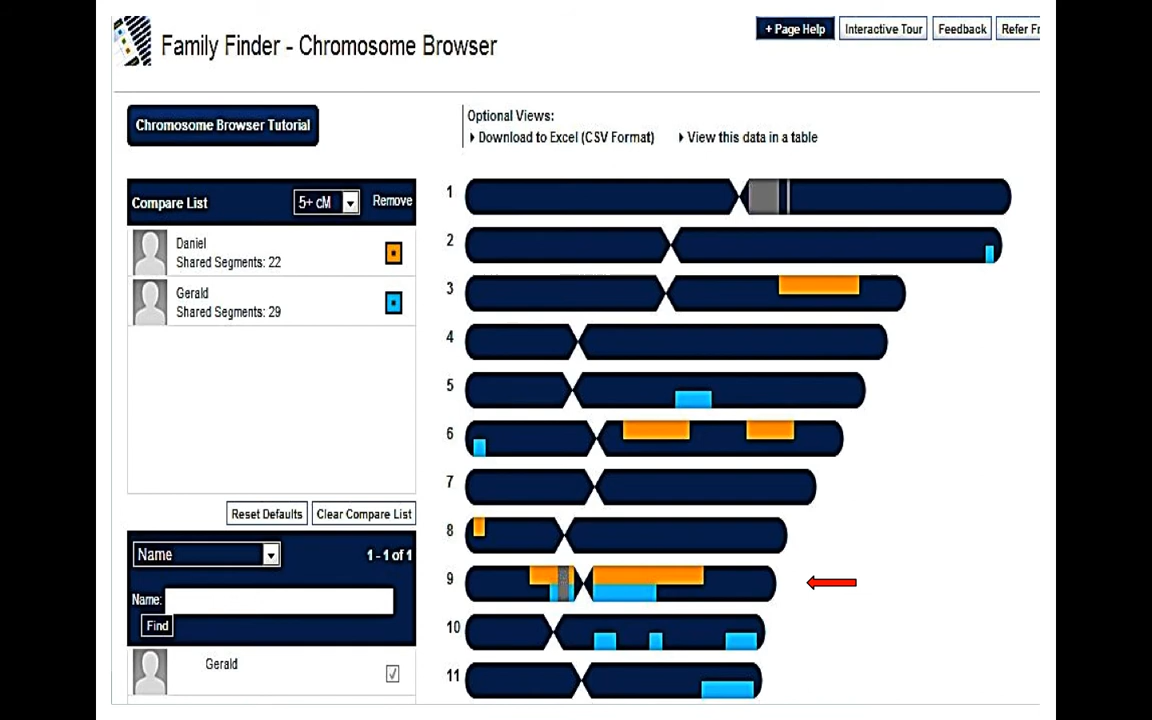 + Page Help
Interactive Tour
Feedback
Refer Fr
Family Finder - Chromosome Browser
Chromosome Browser Tutorial
Optional Views:
Download to Excel (CSV Format)
View this data in a table
Compare List
5+ cM
Remove
Daniel
Shared Segments: 22
Gerald
Shared Segments: 29
Reset Defaults
Clear Compare List
Name
1 - 1 of 1
Name:
Find
Gerald
1
2
3
4
5
6
7
8
9
10
11